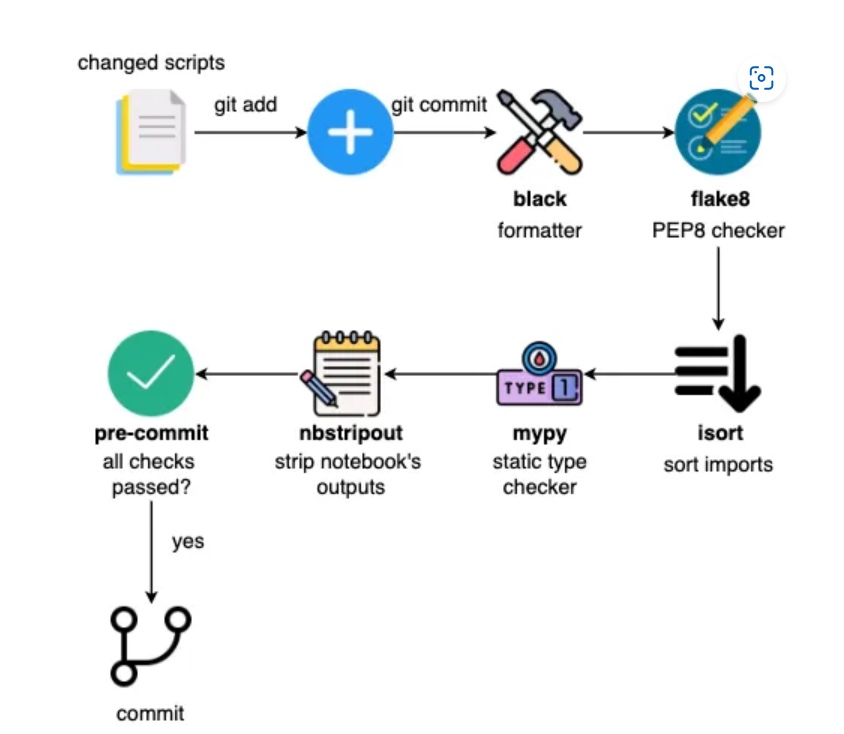 changed scripts
git add
git commit
black
formatter
flake8
PEP8 checker
isort
sort imports
mypy
static type
checker
TYPE 1
nbstripout
strip notebook's
outputs
pre-commit
all checks
passed?
yes
commit